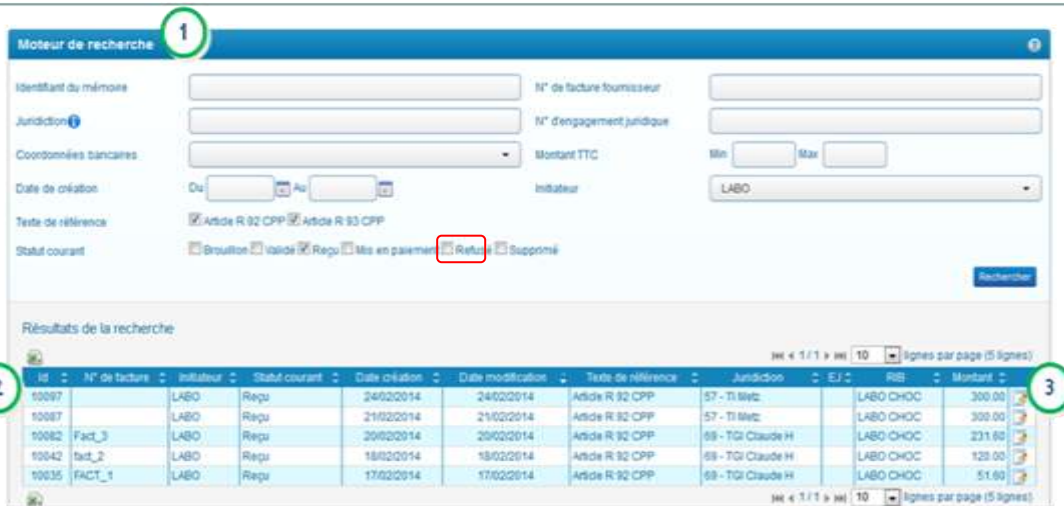 1
Moteur de recherche
Identifiant du mémoire
N° de facture fournisseur
Juridiction
N° d'engagement juridique
Coordonnées bancaires
Montant TTC Min Max
Date de création Du Au
Initiateur LABO
Texte de référence Article R 92 CPP Article R 93 CPP
Statut courant Brouillon Validé Reçu Mis en paiement Refusé Supprimé
Rechercher
Résultats de la recherche
1/1 10 lignes par page (5 lignes)
2
3
Id N° de facture Initiateur Statut courant Date création Date modification Texte de référence Juridiction EJ RIB Montant
10097 LABO Reçu 24/02/2014 24/02/2014 Article R 92 CPP 57 - TI Metz LABO CHOC 300.00
10087 LABO Reçu 21/02/2014 21/02/2014 Article R 92 CPP 57 - TI Metz LABO CHOC 300.00
10082 Fact_3 LABO Reçu 20/02/2014 20/02/2014 Article R 92 CPP 69 - TGI Claude H LABO CHOC 231.60
10042 fact_2 LABO Reçu 18/02/2014 18/02/2014 Article R 92 CPP 69 - TGI Claude H LABO CHOC 120.00
10035 FACT_1 LABO Reçu 17/02/2014 17/02/2014 Article R 92 CPP 69 - TGI Claude H LABO CHOC 51.60
1/1 10 lignes par page (5 lignes)